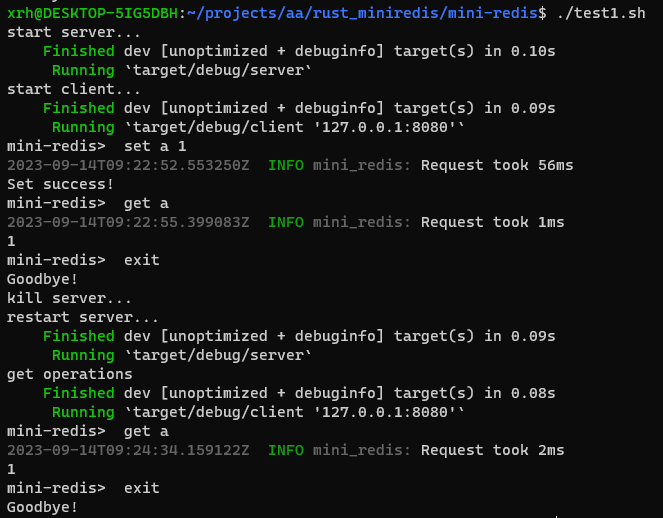 xrh@DESKTOP-5IG5DBH:~/projects/aa/rust_miniredis/mini-redis$ ./test1.sh
start server...
    Finished dev [unoptimized + debuginfo] target(s) in 0.10s
     Running `target/debug/server`
start client...
    Finished dev [unoptimized + debuginfo] target(s) in 0.09s
     Running `target/debug/client '127.0.0.1:8080'`
mini-redis>  set a 1
2023-09-14T09:22:52.553250Z  INFO mini_redis: Request took 56ms
Set success!
mini-redis>  get a
2023-09-14T09:22:55.399083Z  INFO mini_redis: Request took 1ms
1
mini-redis>  exit
Goodbye!
kill server...
restart server...
    Finished dev [unoptimized + debuginfo] target(s) in 0.09s
     Running `target/debug/server`
get operations
    Finished dev [unoptimized + debuginfo] target(s) in 0.08s
     Running `target/debug/client '127.0.0.1:8080'`
mini-redis>  get a
2023-09-14T09:24:34.159122Z  INFO mini_redis: Request took 2ms
1
mini-redis>  exit
Goodbye!